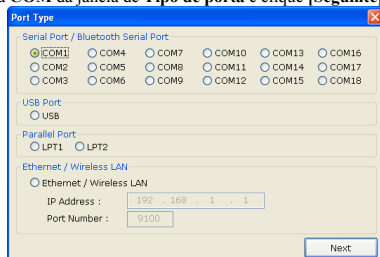 COM da janela de Tipo de porta e clique [Seguinte]
Port Type
Serial Port / Bluetooth Serial Port
COM1 COM4 COM7 COM10 COM13 COM16
COM2 COM5 COM8 COM11 COM14 COM17
COM3 COM6 COM9 COM12 COM15 COM18
USB Port
USB
Parallel Port
LPT1 LPT2
Ethernet / Wireless LAN
Ethernet / Wireless LAN
IP Address : 192 . 168 . 1 . 1
Port Number : 9100
Next